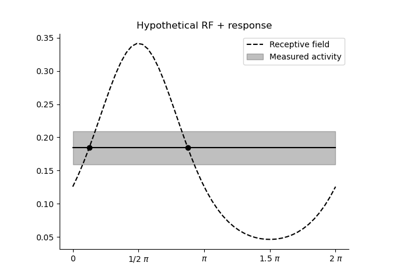 Hypothetical RF + response
Receptive field
Measured activity
0.35
0.30
0.25
0.20
0.15
0.10
0.05
0
1/2 π
π
1.5 π
2 π